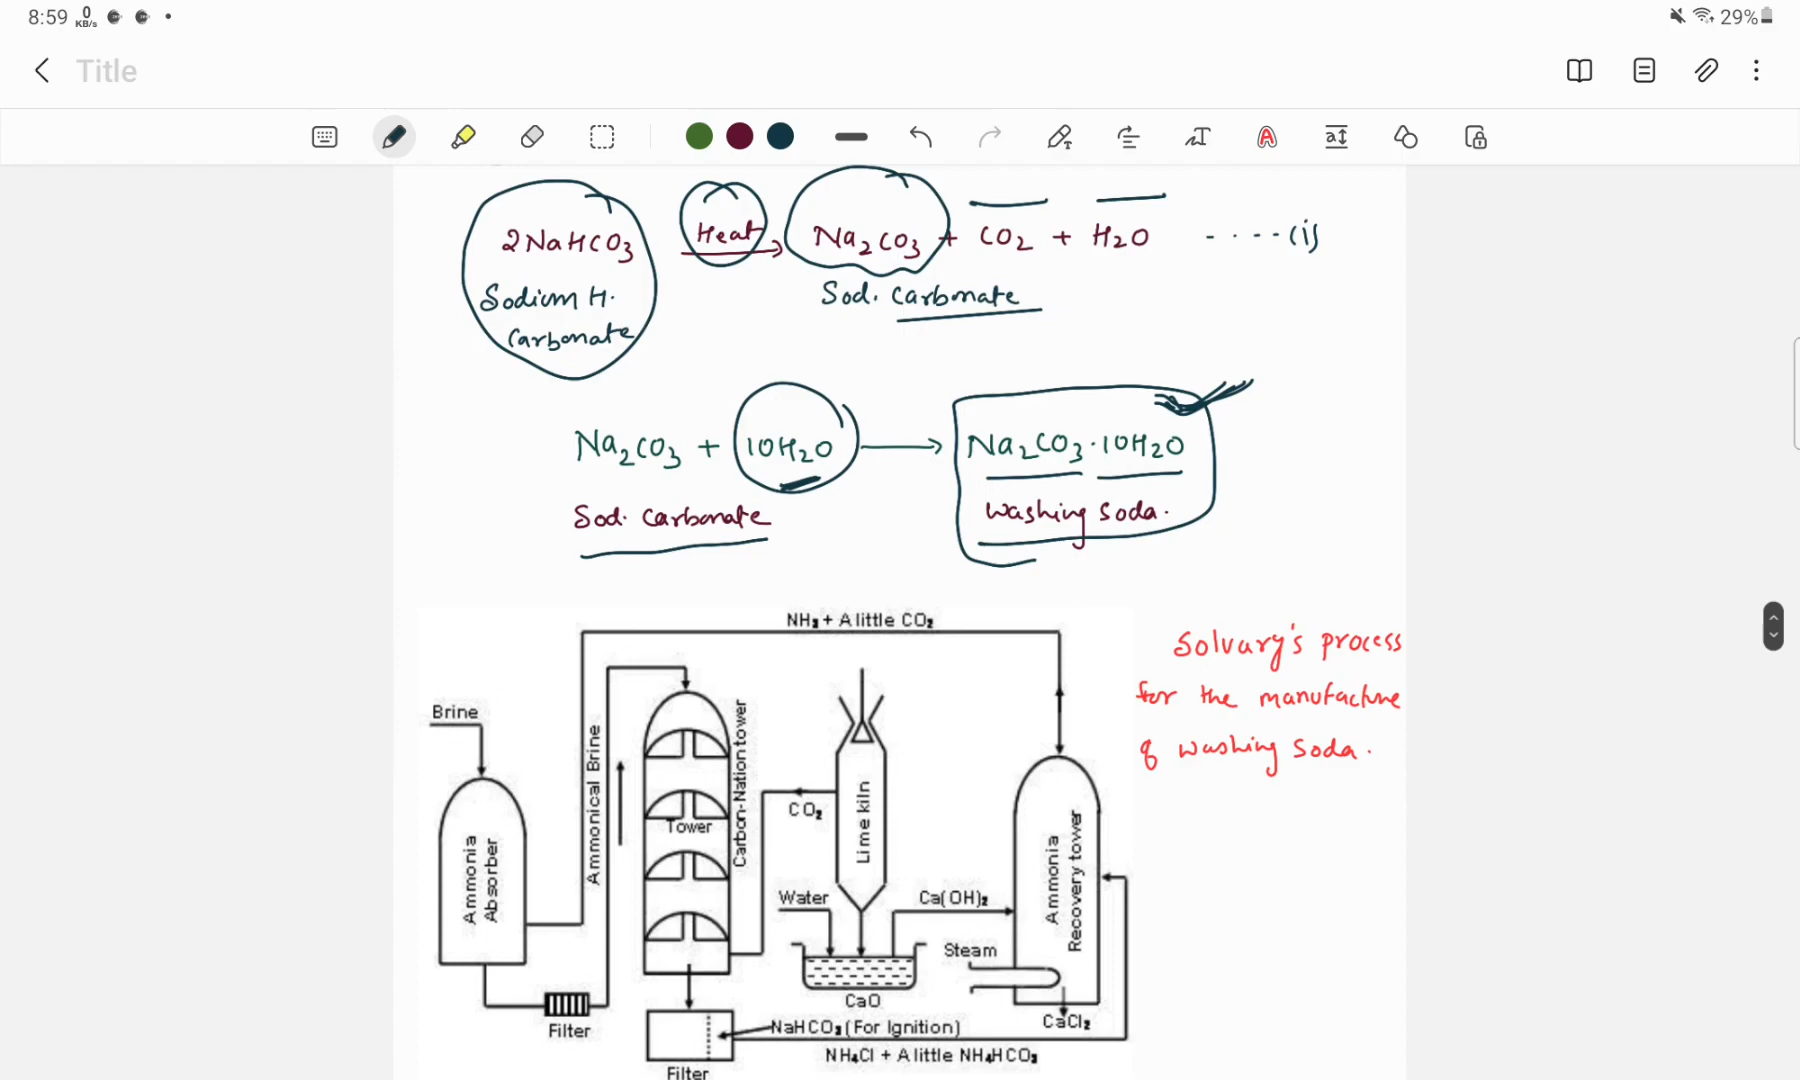 8:59 0 KB/s 29%
Title
2NaHCO₃ Heat Na₂CO₃ + CO₂ + H₂O ----(i)
Sodium H. Sod. Carbonate
Carbonate
Na₂CO₃ + 10H₂O → Na₂CO₃·10H₂O
Sod. Carbonate Washing Soda.
NH₃ + A little CO₂
Solvary's process
for the manufacture
of washing Soda.
Brine
Ammonia
Absorber
Filter
Ammonical Brine
Tower
Carbon-Nation tower
CO₂
Lime kiln
Water
CaO
Ca(OH)₂
Steam
Ammonia
Recovery tower
CaCl₂
NaHCO₃ (For Ignition)
NH₄Cl + A little NH₄HCO₃
Filter